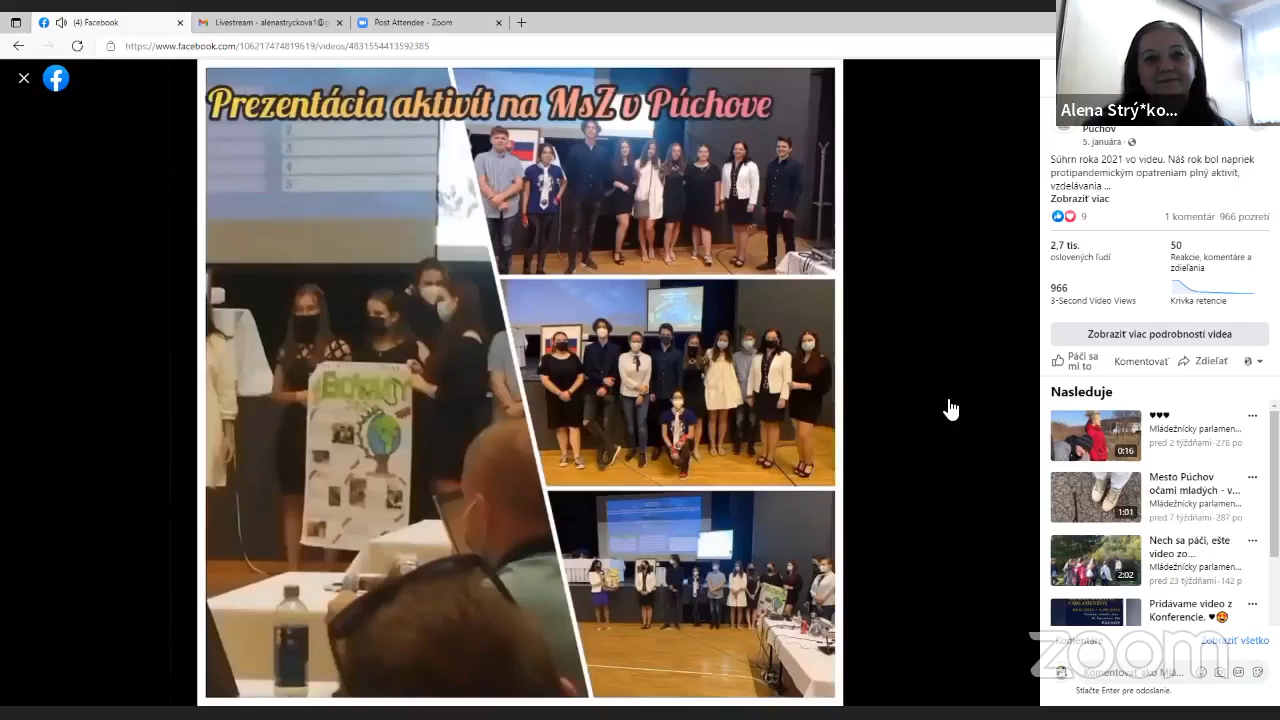 (4) Facebook
Livestream - alenastryckova1@g
Post Attendee - Zoom
https://www.facebook.com/106217474819619/videos/4831554413592385
Prezentácia aktivít na MsZ v Púchove
Alena Strý*ko...
Púchov
5. januára ·
Súhrn roka 2021 vo videu. Náš rok bol napriek
protipandemickým opatreniam plný aktivít,
vzdelávania ...
Zobraziť viac
9
1 komentár 966 pozretí
2,7 tis.
oslovených ľudí
50
Reakcie, komentáre a
zdieľania
966
3-Second Video Views
Krivka retencie
Zobraziť viac podrobností videa
Páči sa
mi to
Komentovať
Zdieľať
Nasleduje
♥♥♥
Mládežnícky parlamen...
pred 2 týždňami · 278 po
0:16
Mesto Púchov
očami mladých - v...
Mládežnícky parlamen...
pred 7 týždňami · 287 po
1:01
Nech sa páči, ešte
video zo...
Mládežnícky parlamen...
pred 23 týždňami · 142 p
2:02
Pridávame video z
Konferencie. ♥😍
Komentáre
Zobraziť všetko
zoom
Komentovať ako Mlá...
Stlačte Enter pre odoslanie.